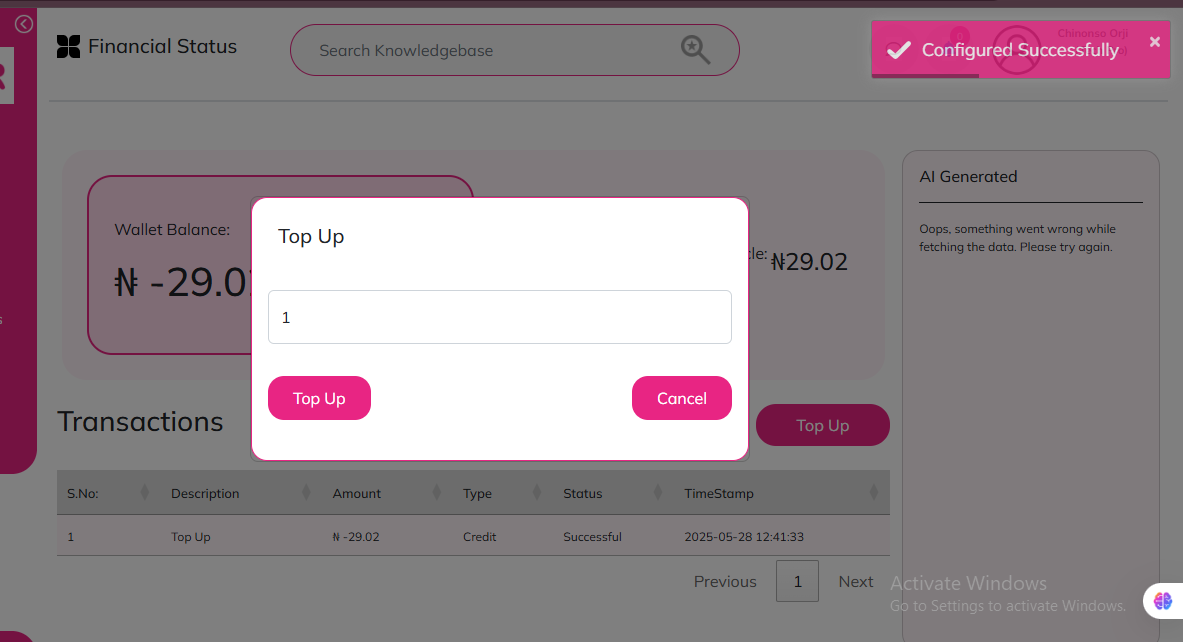 Financial Status
Search Knowledgebase
Chinonso Orji
Configured Successfully
Wallet Balance:
₦ -29.0
₦29.02
AI Generated
Oops, something went wrong while
fetching the data. Please try again.
Top Up
1
Top Up
Cancel
Transactions
Top Up
S.No:
Description
Amount
Type
Status
TimeStamp
1
Top Up
₦ -29.02
Credit
Successful
2025-05-28 12:41:33
Previous
1
Next
Activate Windows
Go to Settings to activate Windows.